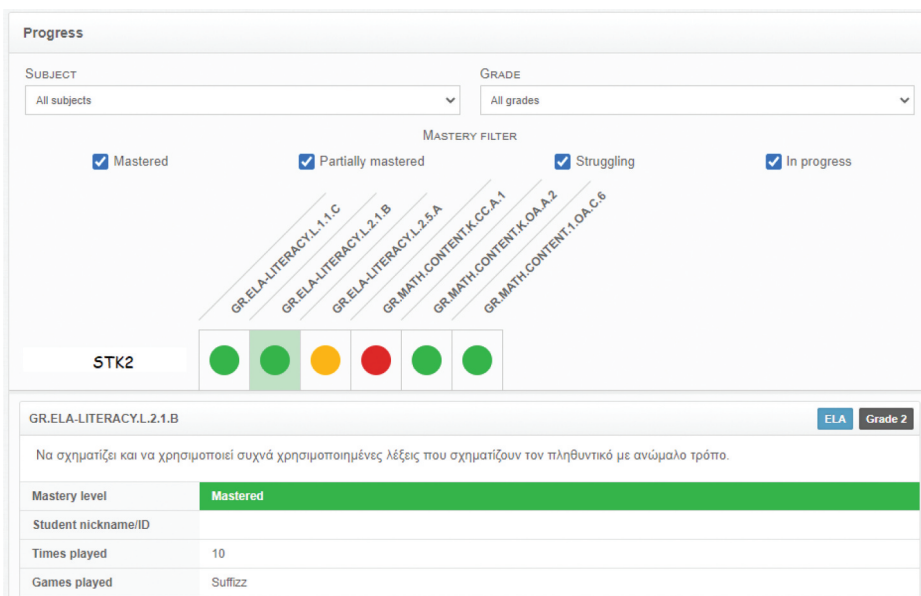 Progress
SUBJECT
GRADE
All subjects
All grades
MASTERY FILTER
Mastered
Partially mastered
Struggling
In progress
GR.ELA-LITERACY.L.1.1.C
GR.ELA-LITERACY.L.2.1.B
GR.ELA-LITERACY.L.2.5.A
GR.MATH.CONTENT.K.CC.A.1
GR.MATH.CONTENT.K.OA.A.2
GR.MATH.CONTENT.1.OA.C.6
STK2
GR.ELA-LITERACY.L.2.1.B
ELA
Grade 2
Να σχηματίζει και να χρησιμοποιεί συχνά χρησιμοποιημένες λέξεις που σχηματίζουν τον πληθυντικό με ανώμαλο τρόπο.
Mastery level
Mastered
Student nickname/ID
Times played
10
Games played
Suffizz